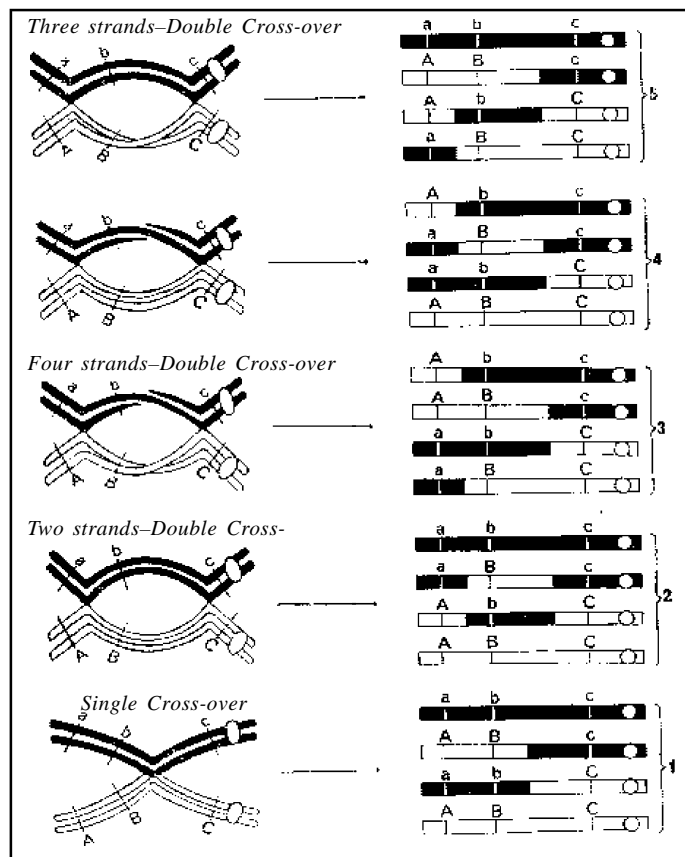 Three strands–Double Cross-over
a b c
A B C
a b c
A B c
A b C
a B
5
a b c
A B C
A b c
a B c
a b C
A B C
4
Four strands–Double Cross-over
a b c
A B C
A b c
A B c
a b C
a B C
3
Two strands–Double Cross-
a b c
A B C
a b c
a B c
A b C
A B C
2
Single Cross-over
a b c
A B C
a b c
A B c
a b C
A B C
1